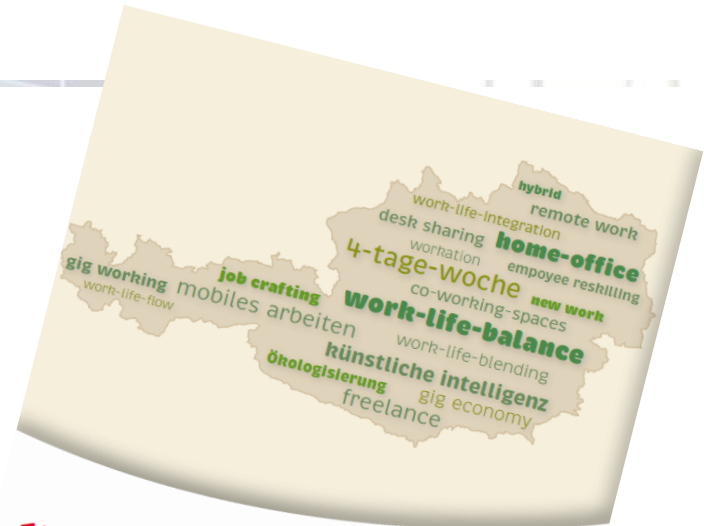 hybrid
remote work
work-life-integration
desk sharing
home-office
workation
4-tage-woche
empoyee reskilling
gig working
job crafting
co-working-spaces
new work
work-life-flow
mobiles arbeiten
work-life-balance
work-life-blending
künstliche intelligenz
Ökologisierung
gig economy
freelance